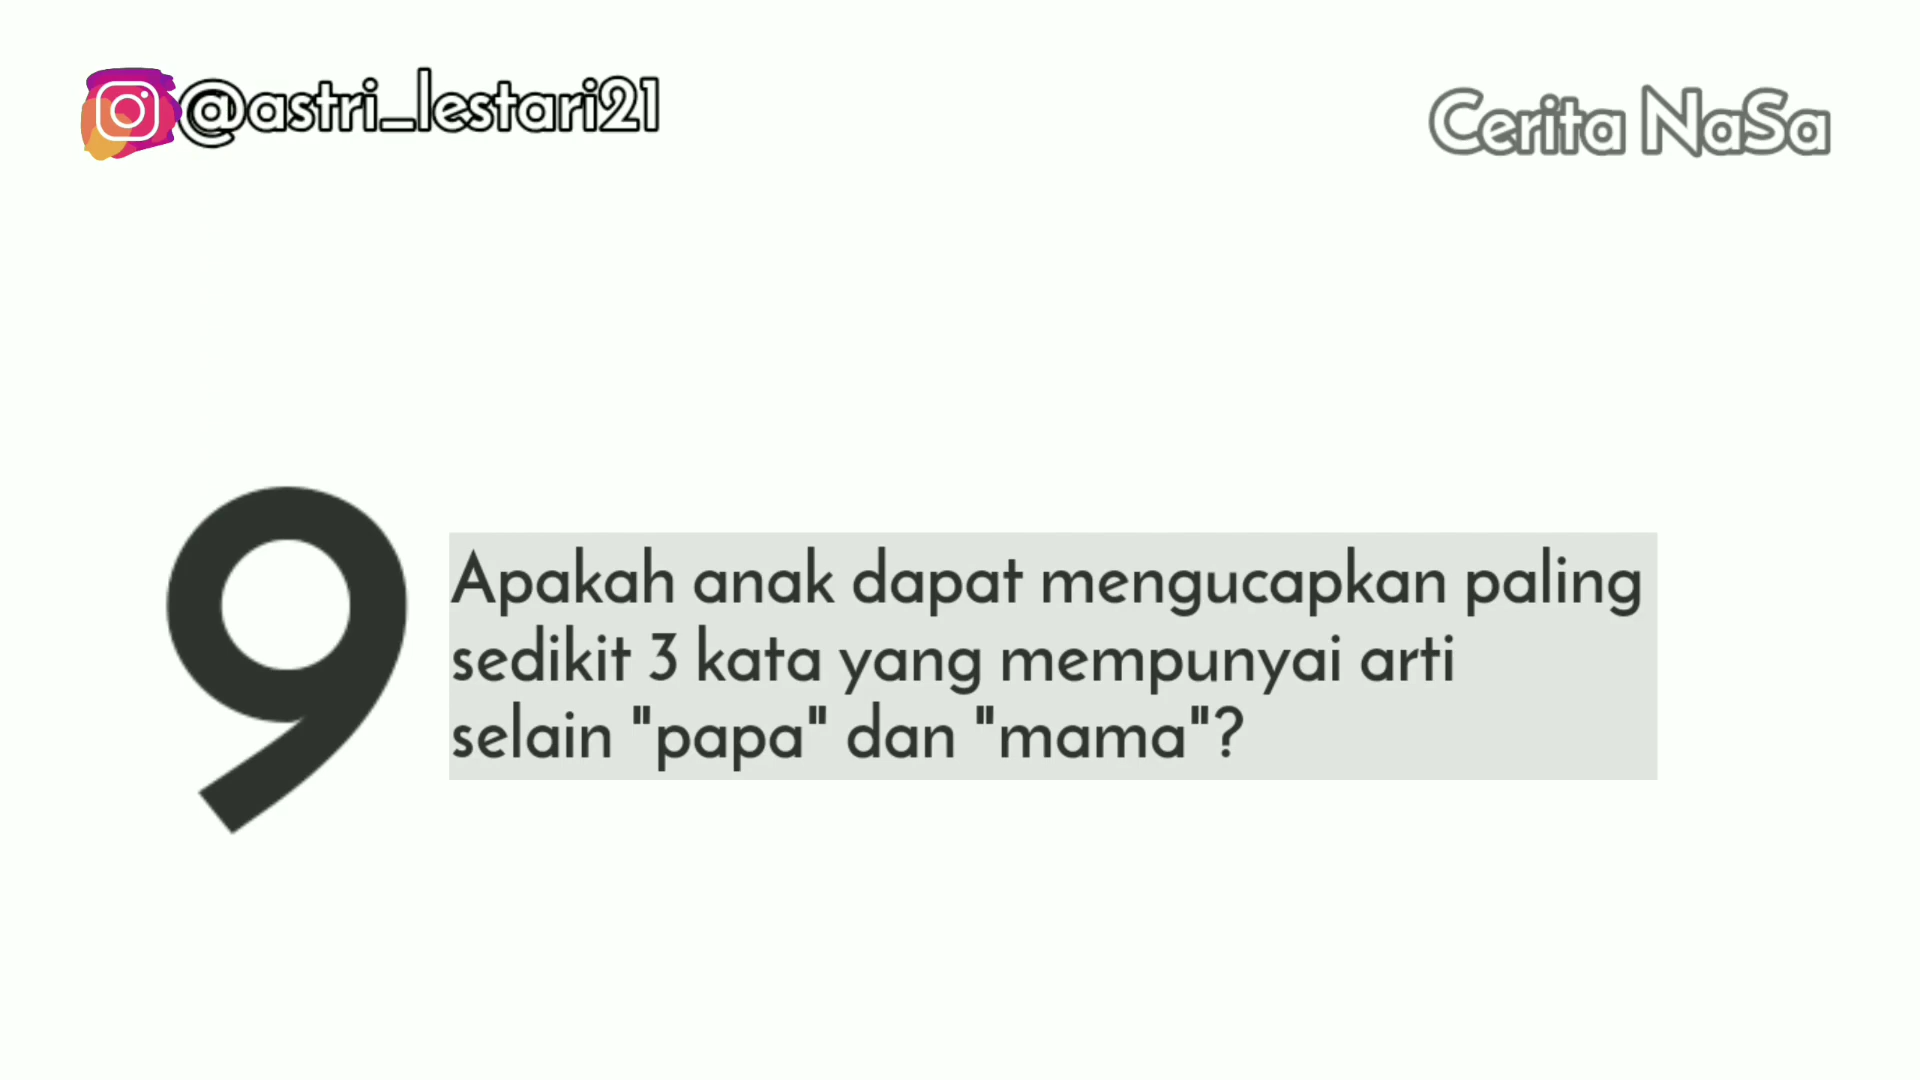 @astri_lestari21
Cerita NaSa
9
Apakah anak dapat mengucapkan paling
sedikit 3 kata yang mempunyai arti
selain "papa" dan "mama"?